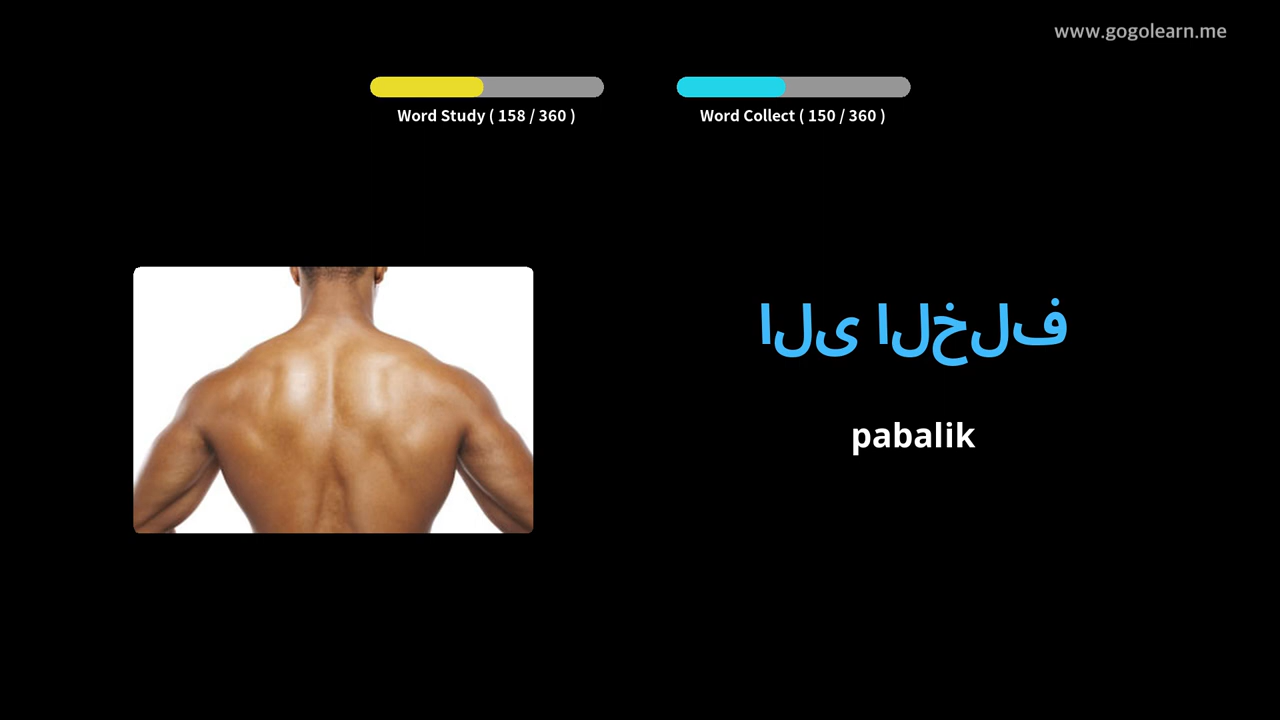 www.gogolearn.me
Word Study ( 158 / 360 )
Word Collect ( 150 / 360 )
الى الخلف
pabalik